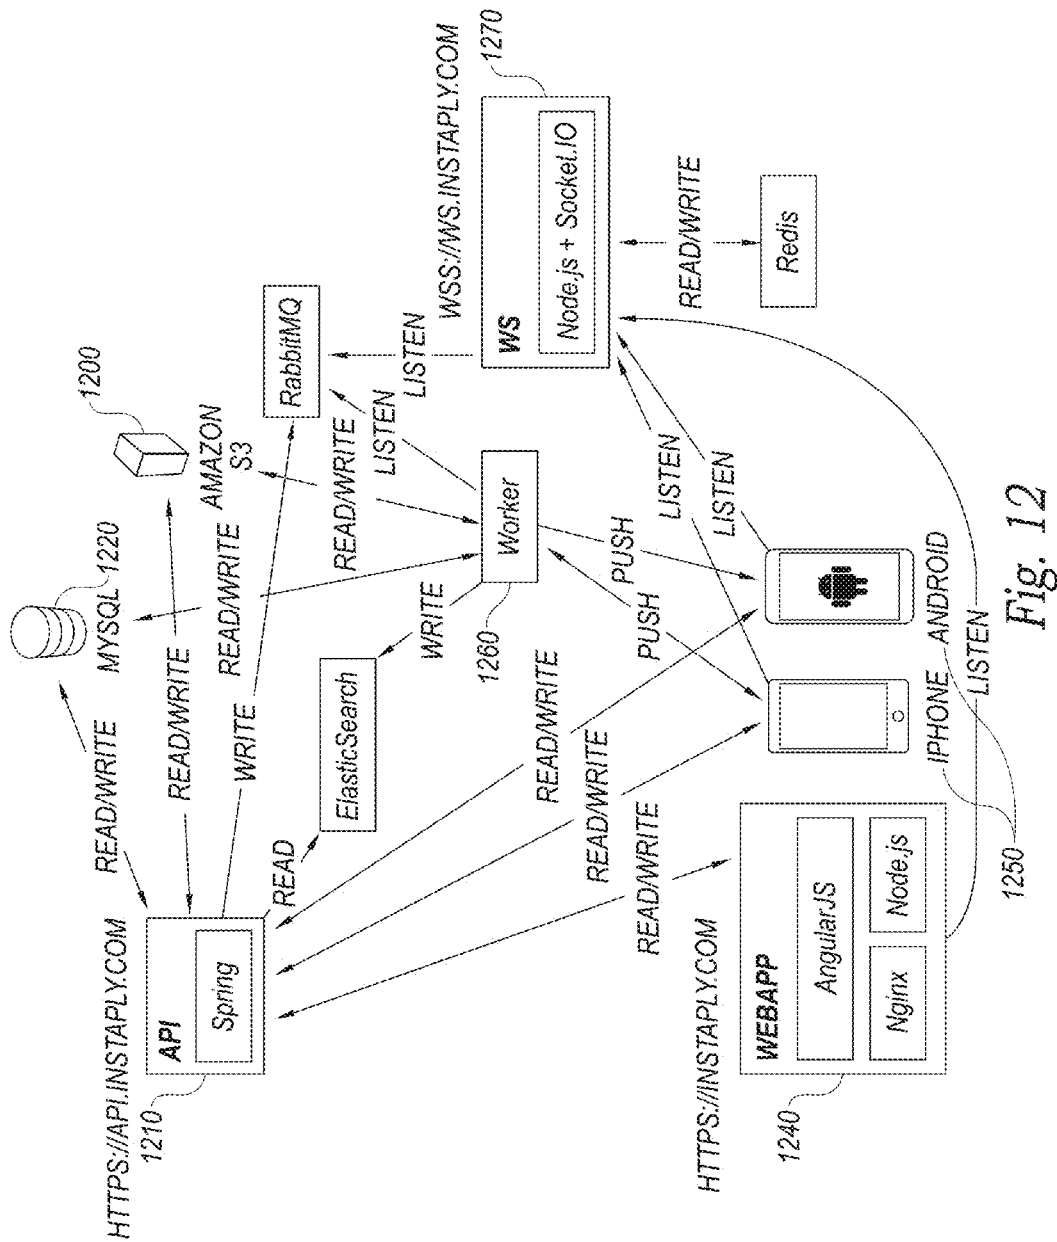 HTTPS://API.INSTAPLY.COM
1210
API
Spring
READ/WRITE
MYSQL
1220
READ/WRITE
AMAZON
S3
1200
READ/WRITE
WRITE
READ/WRITE
RabbitMQ
READ
ElasticSearch
WRITE
LISTEN
LISTEN
WSS://WS.INSTAPLY.COM
1270
1260
Worker
WS
Node.js + Socket.IO
READ/WRITE
READ/WRITE
READ/WRITE
PUSH
PUSH
LISTEN
LISTEN
READ/WRITE
Redis
HTTPS://INSTAPLY.COM
1240
WEBAPP
AngularJS
Nginx
Node.js
IPHONE
ANDROID
LISTEN
1250
Fig. 12